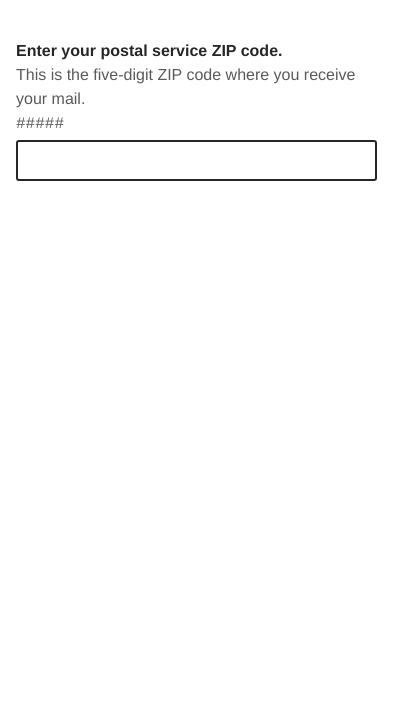 Enter your postal service ZIP code.
This is the five-digit ZIP code where you receive
your mail.
#####